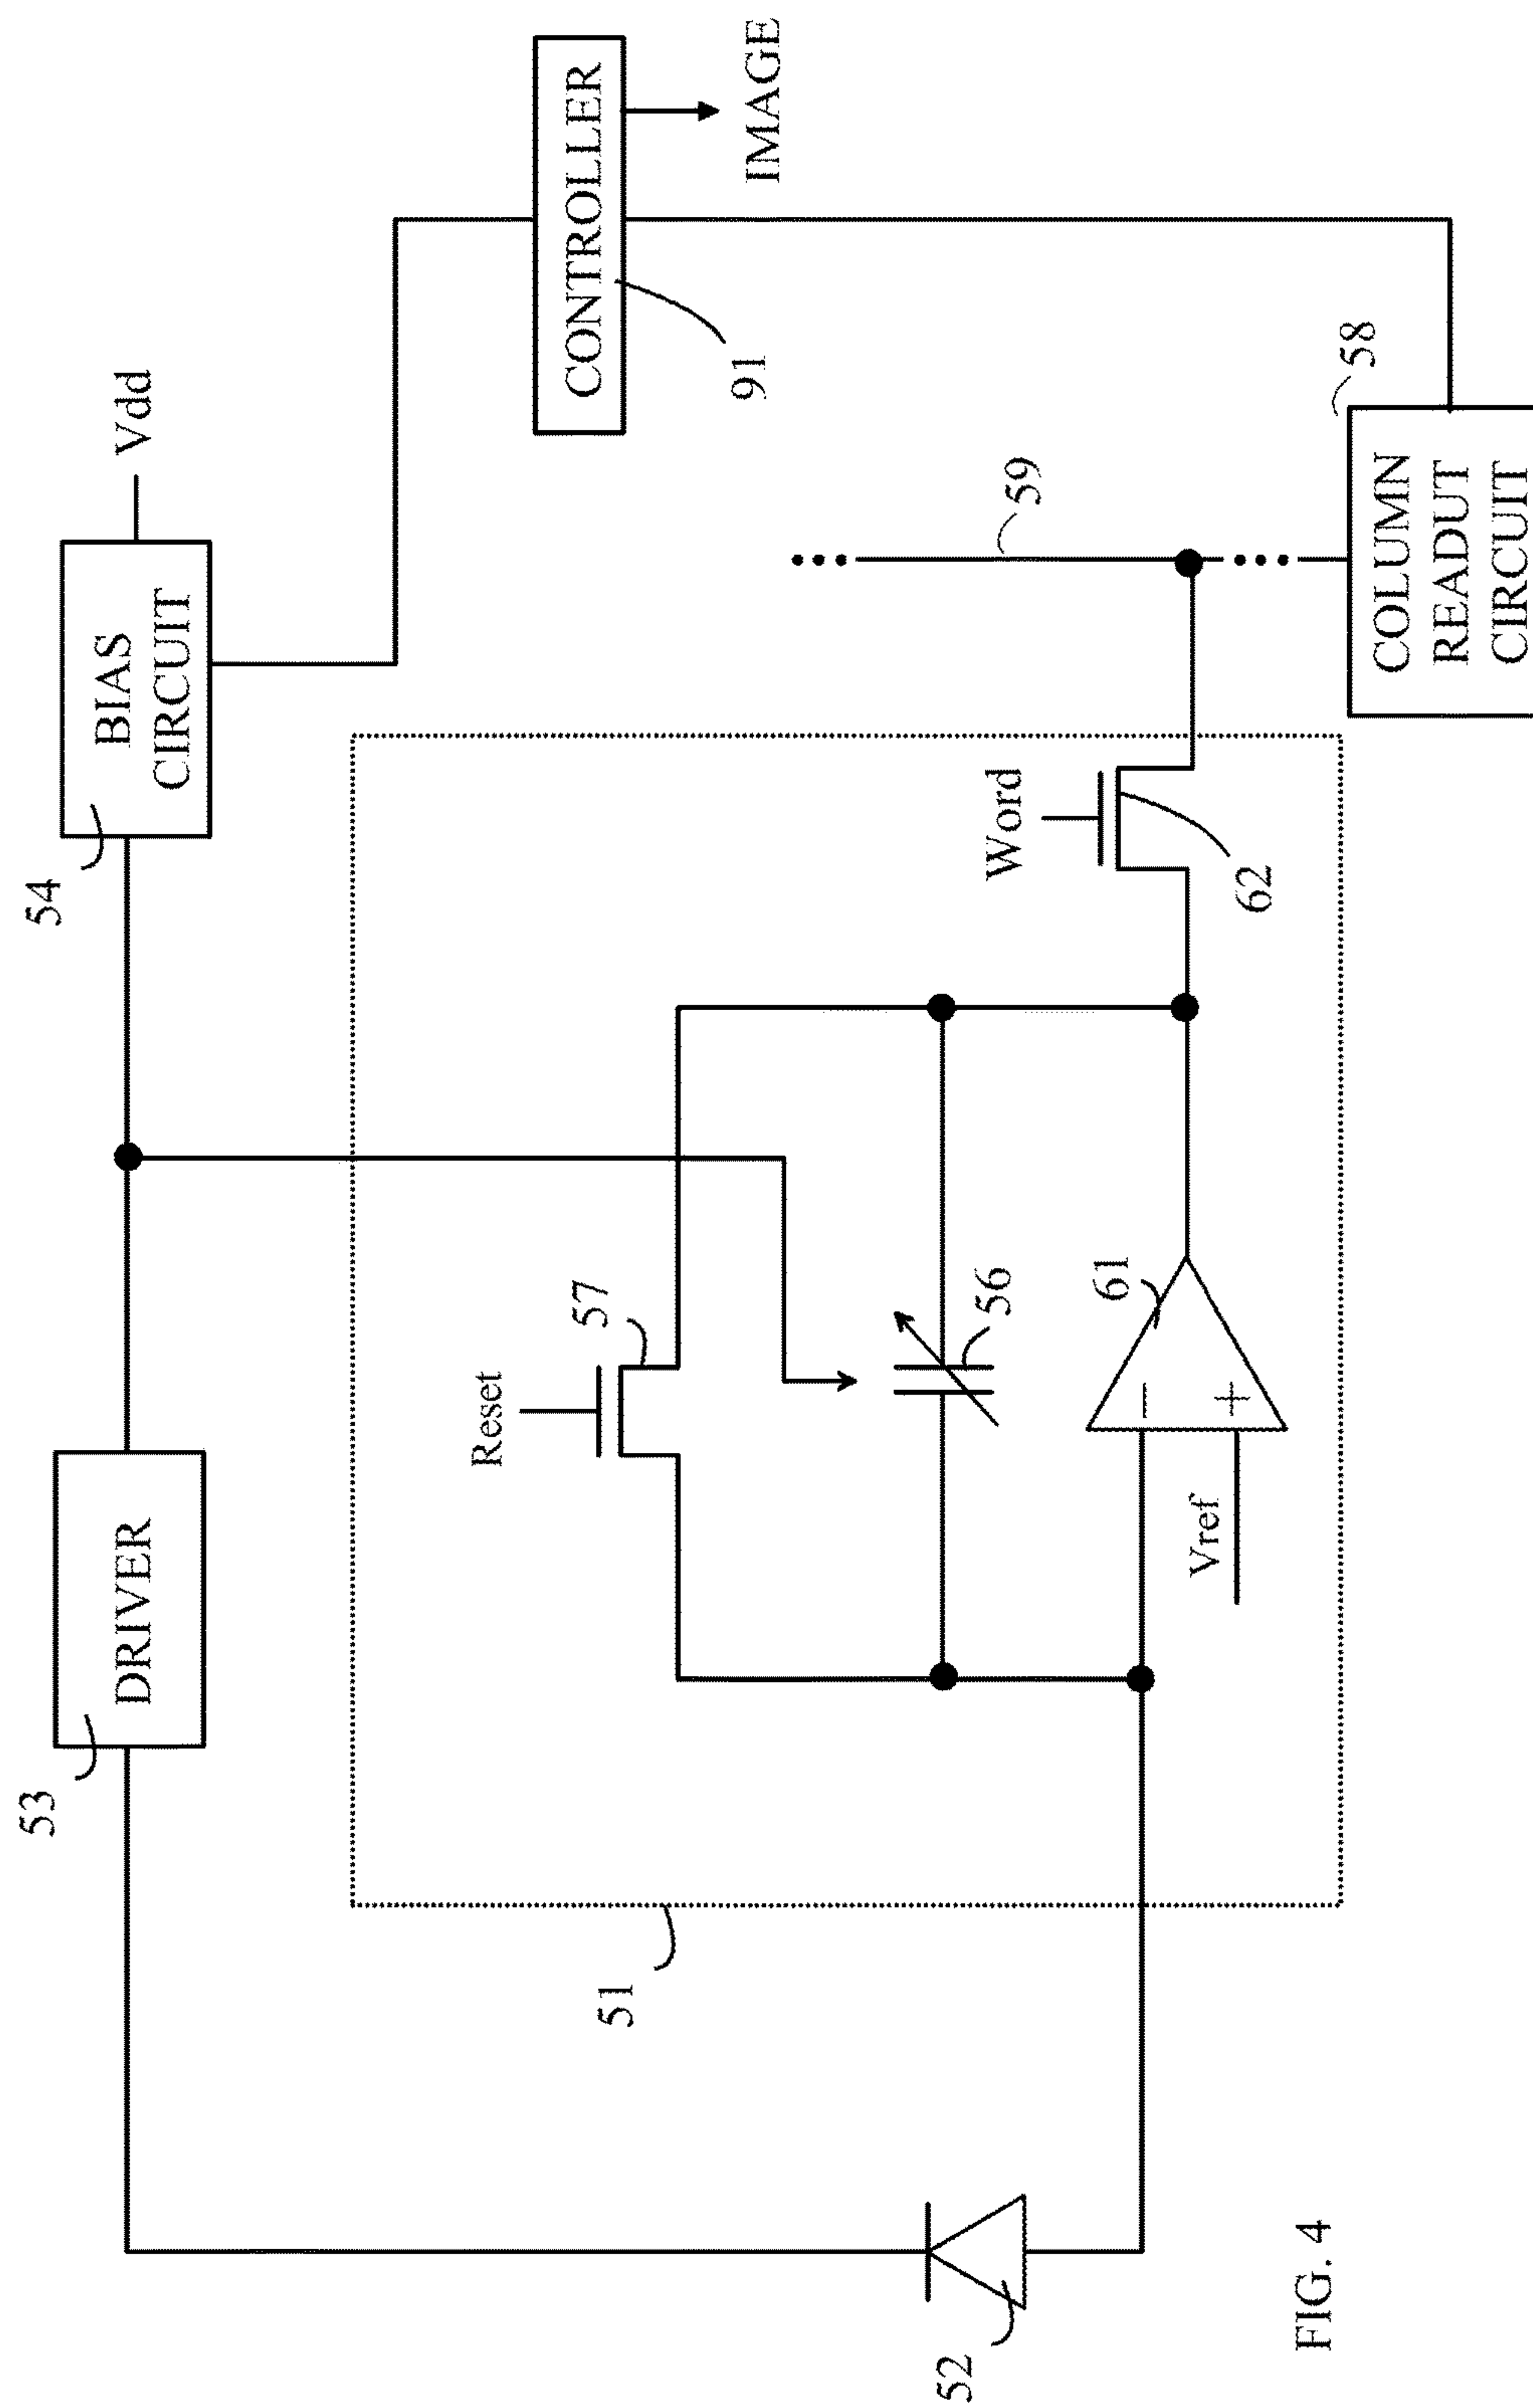 54
BIAS
CIRCUIT
Vdd
53
DRIVER
CONTROLLER
91
IMAGE
Reset
57
56
Word
62
59
58
COLUMN
READUT
CIRCUIT
61
−
+
Vref
51
52
FIG. 4